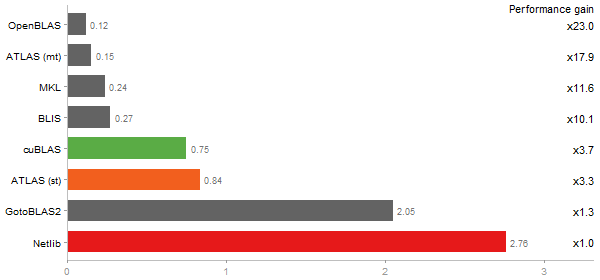 Performance gain
OpenBLAS 0.12 x23.0
ATLAS (mt) 0.15 x17.9
MKL 0.24 x11.6
BLIS 0.27 x10.1
cuBLAS 0.75 x3.7
ATLAS (st) 0.84 x3.3
GotoBLAS2 2.05 x1.3
Netlib 2.76 x1.0
0 1 2 3